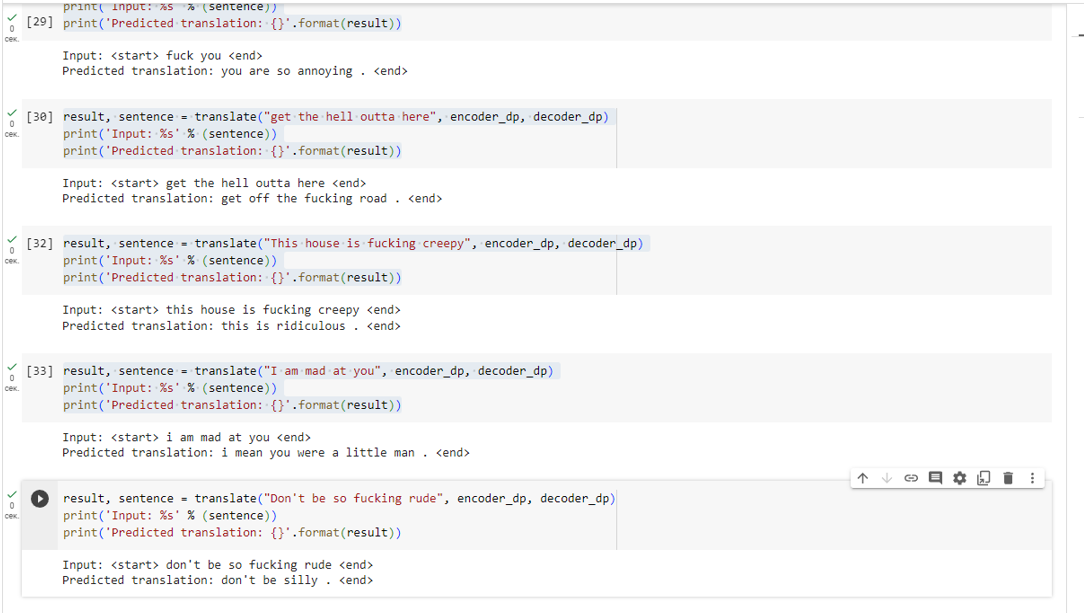 print('Input: %s' % (sentence))
[29] print('Predicted translation: {}'.format(result))
0
сек.
Input: <start> fuck you <end>
Predicted translation: you are so annoying . <end>
[30] result, sentence = translate("get the hell outta here", encoder_dp, decoder_dp)
0
сек.
print('Input: %s' % (sentence))
print('Predicted translation: {}'.format(result))
Input: <start> get the hell outta here <end>
Predicted translation: get off the fucking road . <end>
[32] result, sentence = translate("This house is fucking creepy", encoder_dp, decoder_dp)
0
сек.
print('Input: %s' % (sentence))
print('Predicted translation: {}'.format(result))
Input: <start> this house is fucking creepy <end>
Predicted translation: this is ridiculous . <end>
[33] result, sentence = translate("I am mad at you", encoder_dp, decoder_dp)
0
сек.
print('Input: %s' % (sentence))
print('Predicted translation: {}'.format(result))
Input: <start> i am mad at you <end>
Predicted translation: i mean you were a little man . <end>
result, sentence = translate("Don't be so fucking rude", encoder_dp, decoder_dp)
0
сек.
print('Input: %s' % (sentence))
print('Predicted translation: {}'.format(result))
Input: <start> don't be so fucking rude <end>
Predicted translation: don't be silly . <end>